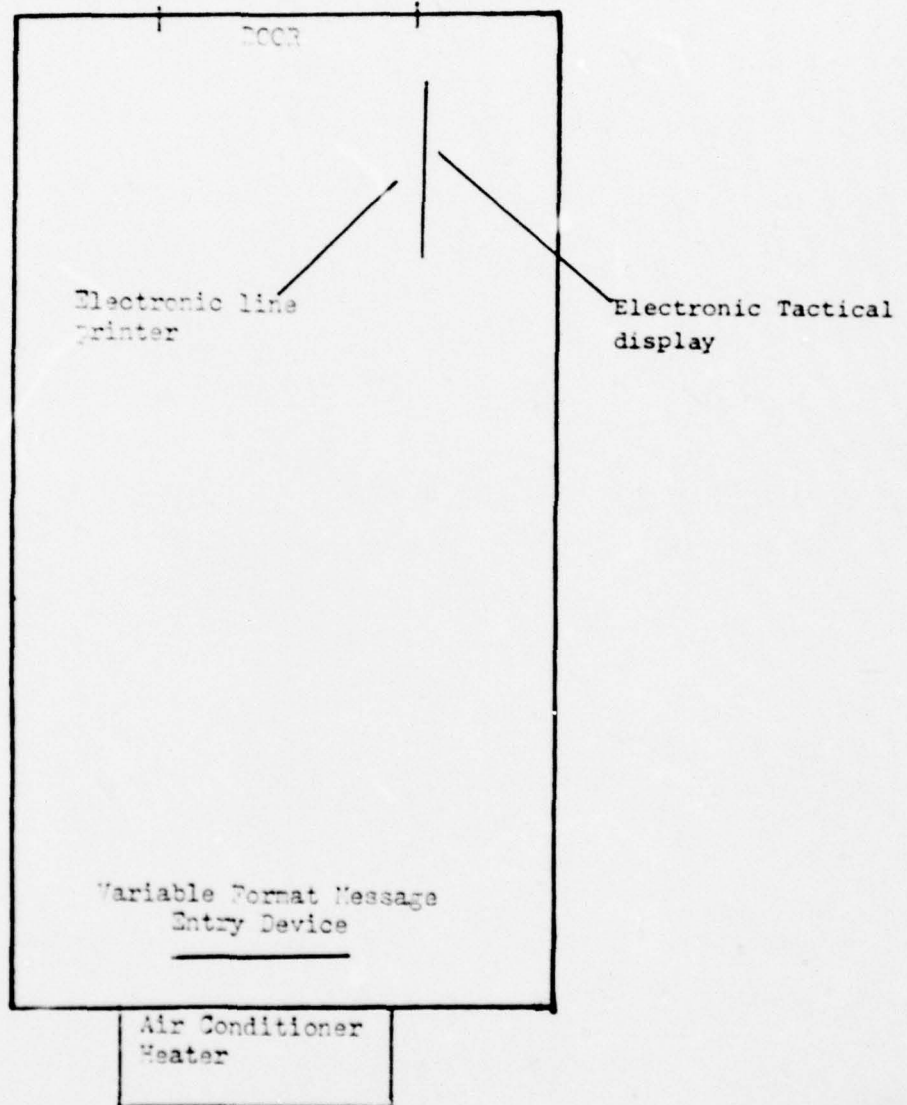 DOOR
Electronic line
printer
Electronic Tactical
display
Variable Format Message
Entry Device
Air Conditioner
Heater